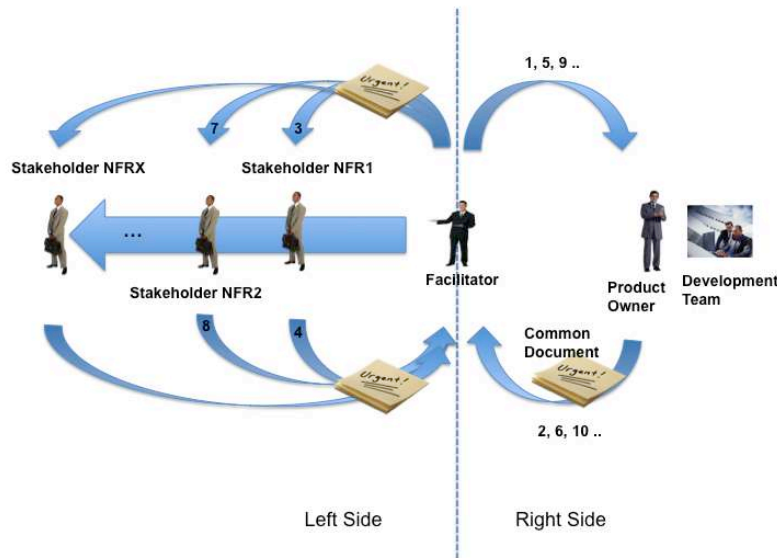 Urgent!
1, 5, 9 ..
7
3
Stakeholder NFRX
Stakeholder NFR1
...
Stakeholder NFR2
Facilitator
Product
Owner
Development
Team
8
4
Common
Document
Urgent!
Urgent!
2, 6, 10 ..
Left Side
Right Side